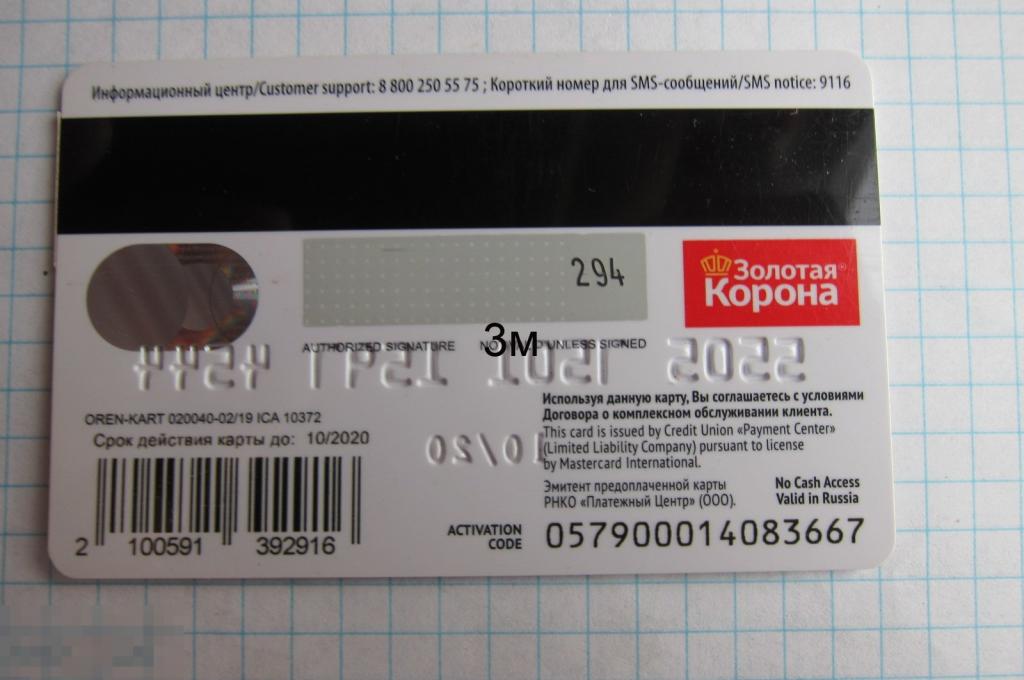 Информационный центр/Customer support: 8 800 250 55 75 ; Короткий номер для SMS-сообщений/SMS notice: 9116
294
Золотая®
Корона
3м
AUTHORIZED SIGNATURE UNLESS SIGNED
OREN-KART 020040-02/19 ICA 10372
Срок действия карты до: 10/2020
10/20
2 100591 392916
Используя данную карту, Вы соглашаетесь с условиями
Договора о комплексном обслуживании клиента.
This card is issued by Credit Union «Payment Center»
(Limited Liability Company) pursuant to license
by Mastercard International.
Эмитент предоплаченной карты
РНКО «Платежный Центр» (ООО).
No Cash Access
Valid in Russia
ACTIVATION
CODE
0579000014083667